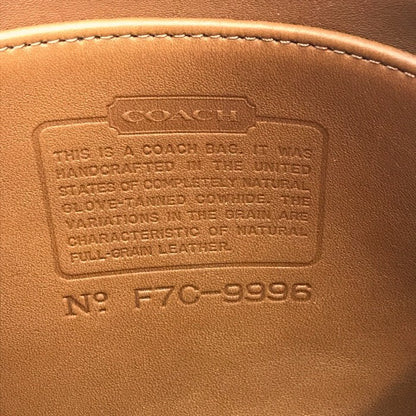 COACH
THIS IS A COACH BAG. IT WAS
HANDCRAFTED IN THE UNITED
STATES OF COMPLETELY NATURAL
GLOVE-TANNED COWHIDE. THE
VARIATIONS IN THE GRAIN ARE
CHARACTERISTIC OF NATURAL
FULL-GRAIN LEATHER.
Nº F7C-9996